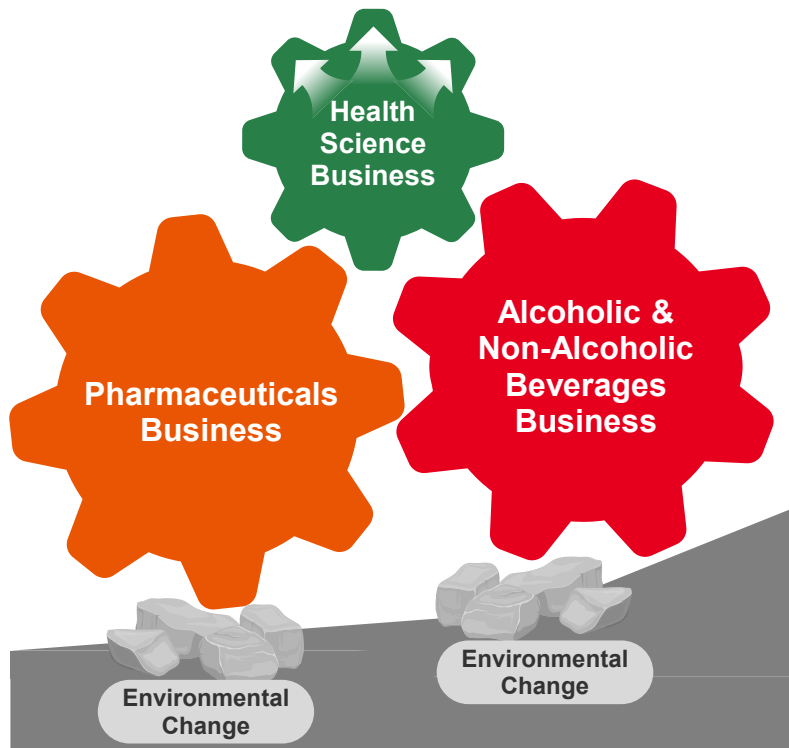 Health
Science
Business
Alcoholic &
Non-Alcoholic
Beverages
Business
Pharmaceuticals
Business
Environmental
Change
Environmental
Change